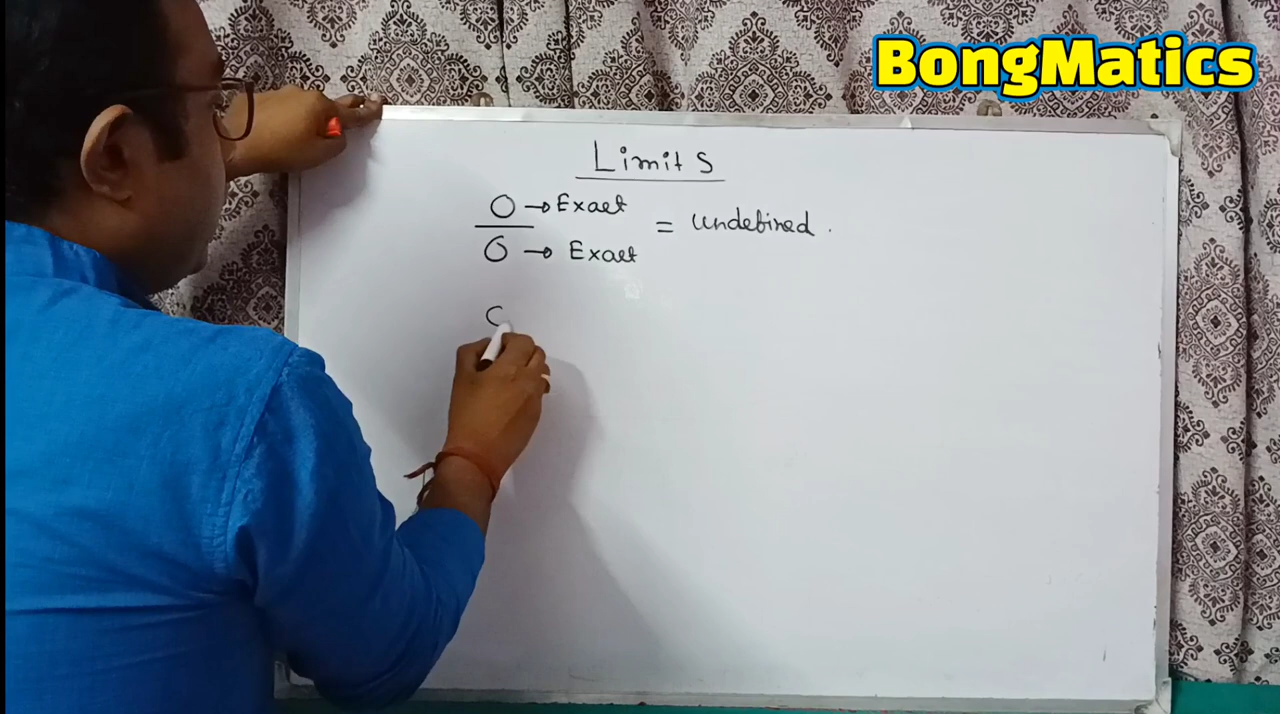 BongMatics
Limits
0 → Exact
0 → Exact
= undefined.